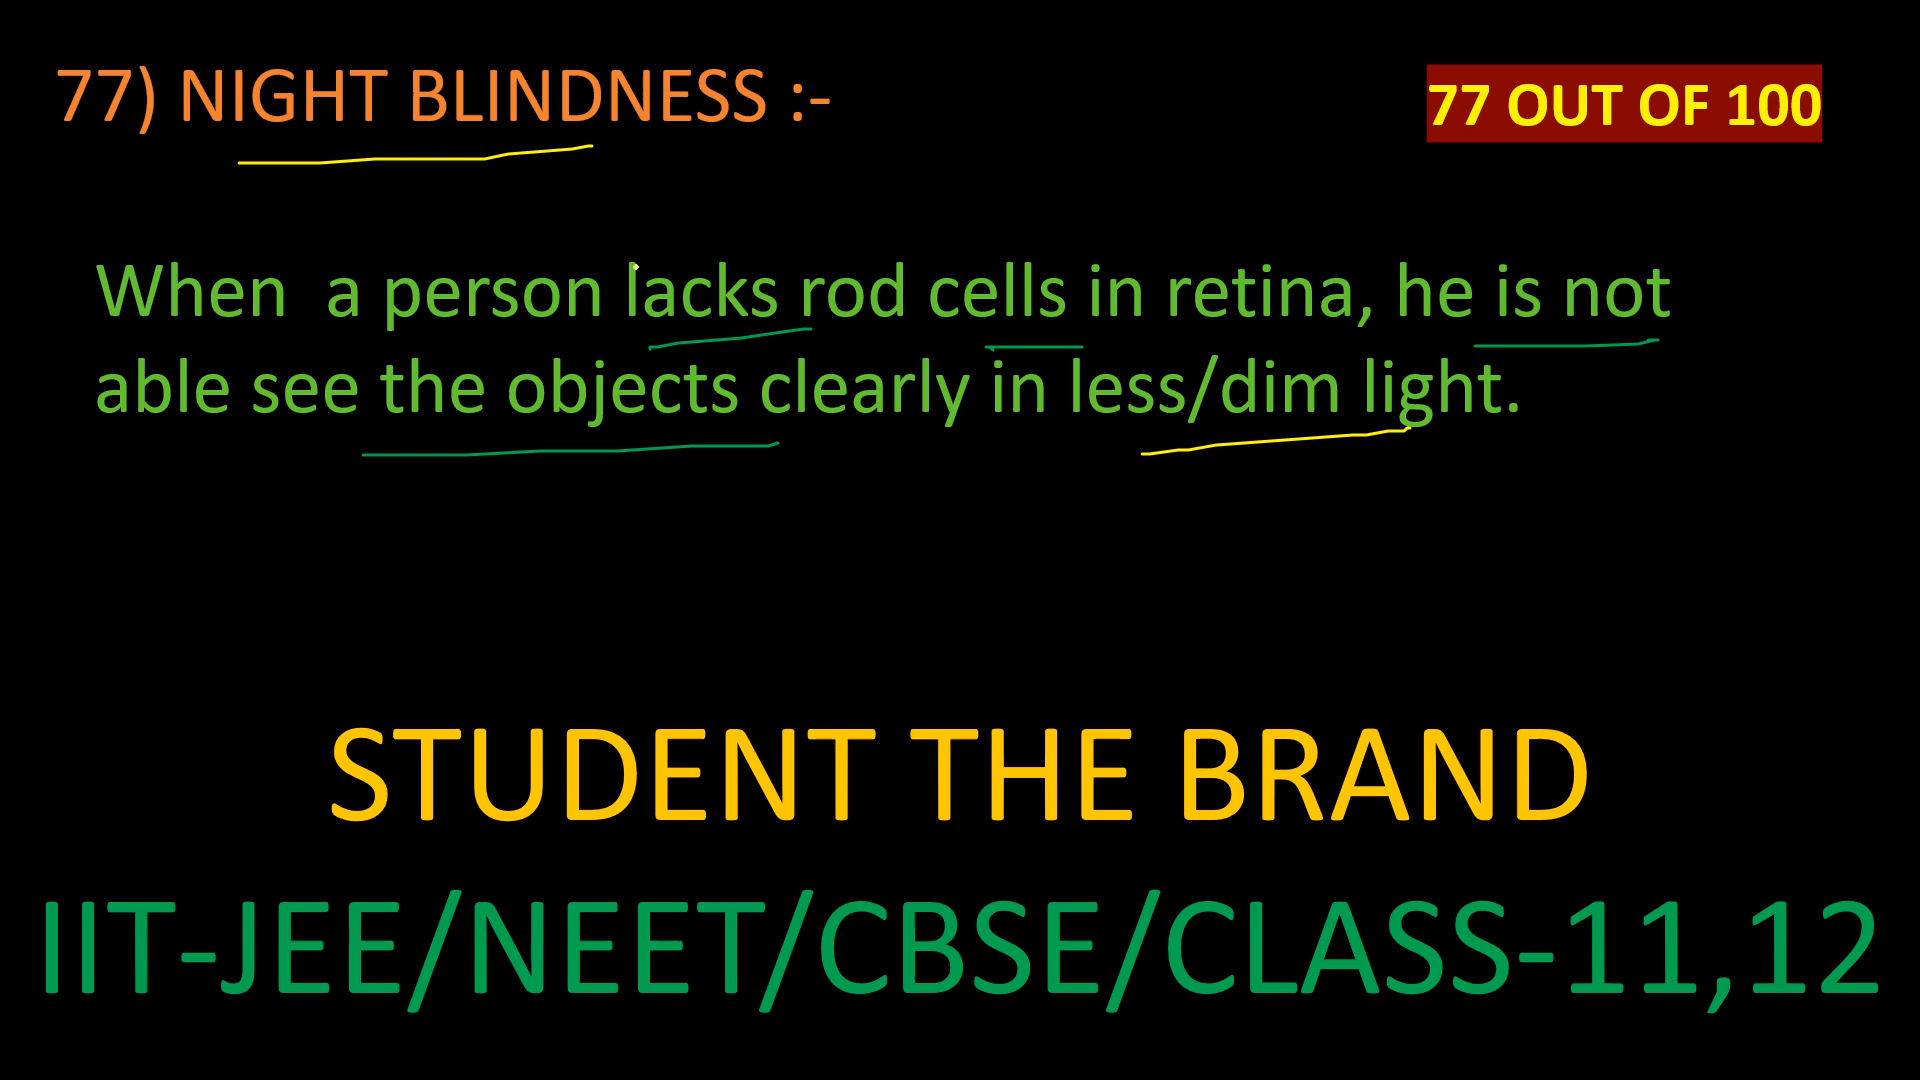 77) NIGHT BLINDNESS :-
77 OUT OF 100
When a person lacks rod cells in retina, he is not
able see the objects clearly in less/dim light.
STUDENT THE BRAND
IIT-JEE/NEET/CBSE/CLASS-11,12